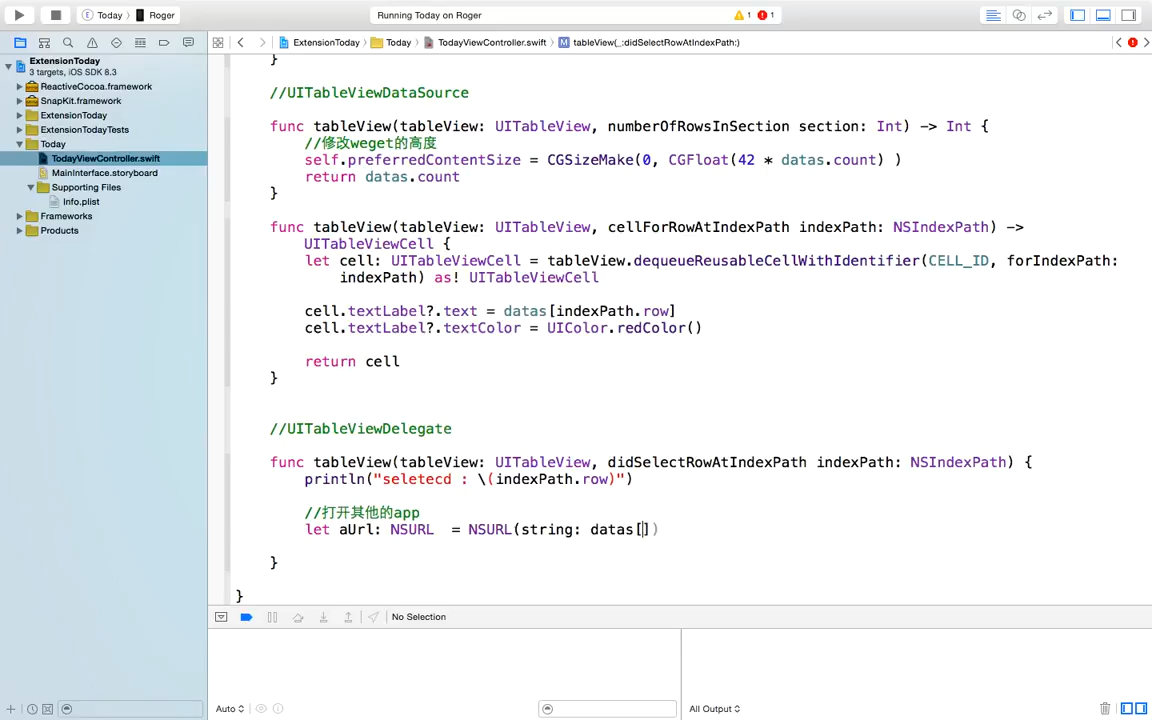 Today
Roger
Running Today on Roger
1
1
ExtensionToday
Today
TodayViewController.swift
tableView(_:didSelectRowAtIndexPath:)
ExtensionToday
3 targets, iOS SDK 8.3
ReactiveCocoa.framework
SnapKit.framework
ExtensionToday
ExtensionTodayTests
Today
TodayViewController.swift
MainInterface.storyboard
Supporting Files
Info.plist
Frameworks
Products
}
//UITableViewDataSource
func tableView(tableView: UITableView, numberOfRowsInSection section: Int) -> Int {
//修改weget的高度
self.preferredContentSize = CGSizeMake(0, CGFloat(42 * datas.count) )
return datas.count
}
func tableView(tableView: UITableView, cellForRowAtIndexPath indexPath: NSIndexPath) ->
UITableViewCell {
let cell: UITableViewCell = tableView.dequeueReusableCellWithIdentifier(CELL_ID, forIndexPath:
indexPath) as! UITableViewCell
cell.textLabel?.text = datas[indexPath.row]
cell.textLabel?.textColor = UIColor.redColor()
return cell
}
//UITableViewDelegate
func tableView(tableView: UITableView, didSelectRowAtIndexPath indexPath: NSIndexPath) {
println("seletecd : \(indexPath.row)")
//打开其他的app
let aUrl: NSURL  = NSURL(string: datas[])
}
}
No Selection
Auto
All Output